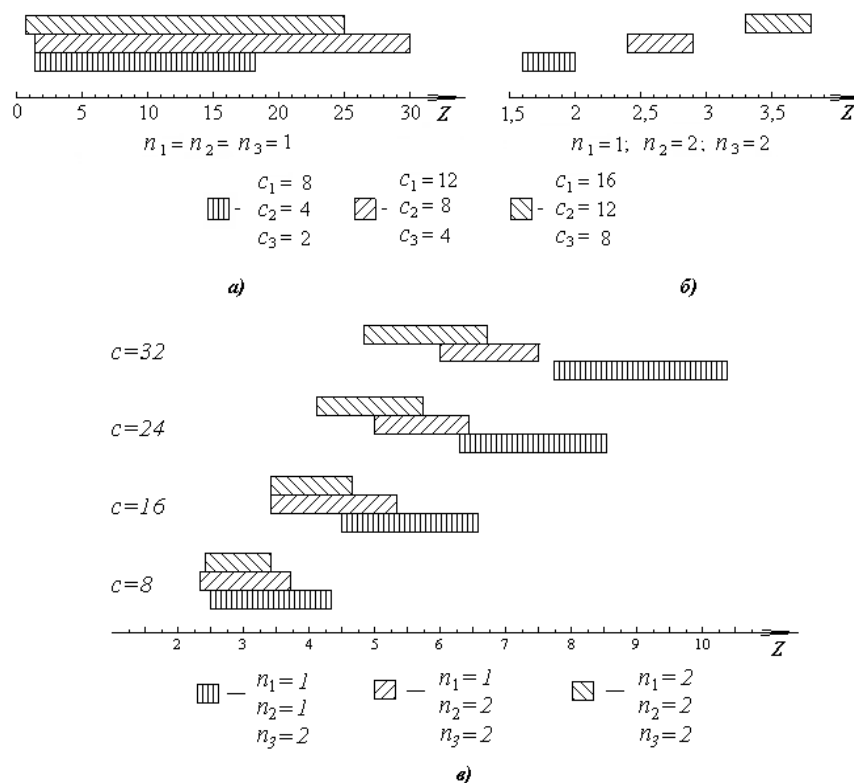 0 5 10 15 20 25 30 Z
1,5 2 2,5 3 3,5 Z
n₁= n₂= n₃=1
n₁=1; n₂=2; n₃=2
- c₁= 8
c₂= 4
c₃= 2
- c₁=12
c₂= 8
c₃= 4
- c₁= 16
c₂= 12
c₃= 8
а)
б)
c=32
c=24
c=16
c=8
2 3 4 5 6 7 8 9 10 Z
— n₁=1
n₂=1
n₃=2
— n₁=1
n₂=2
n₃=2
— n₁=2
n₂=2
n₃=2
в)